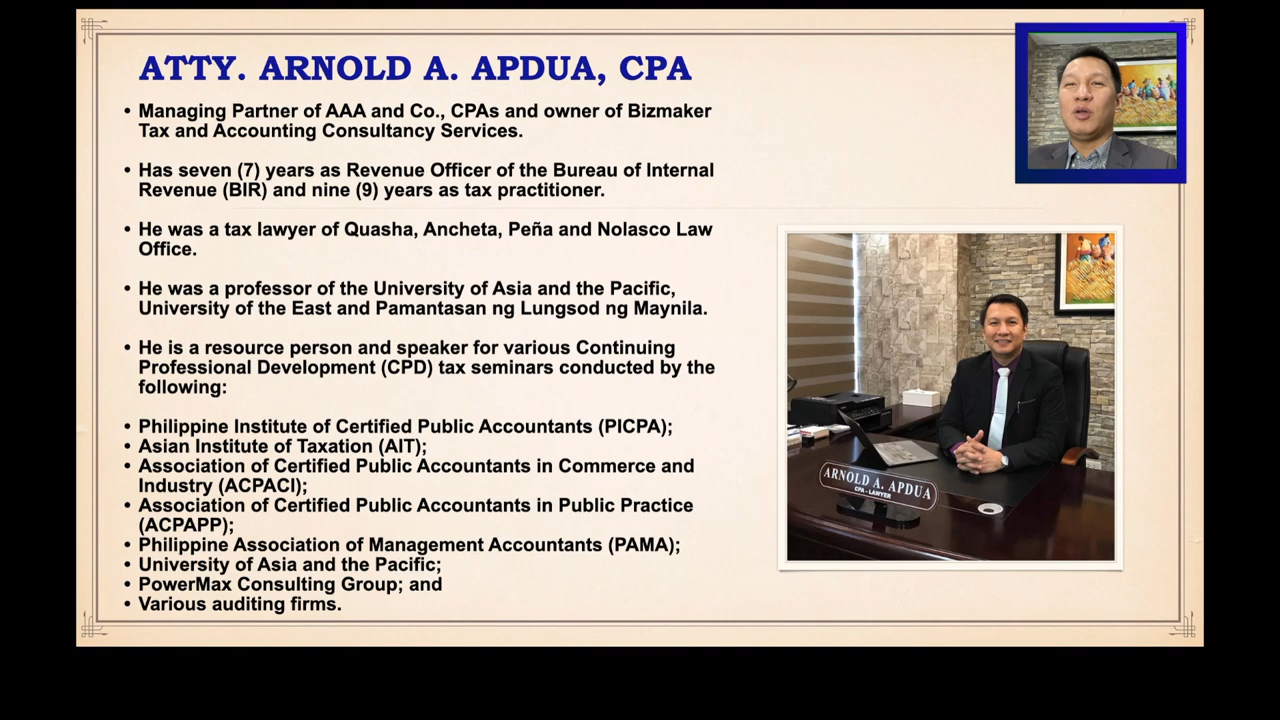 ATTY. ARNOLD A. APDUA, CPA
• Managing Partner of AAA and Co., CPAs and owner of Bizmaker
Tax and Accounting Consultancy Services.
• Has seven (7) years as Revenue Officer of the Bureau of Internal
Revenue (BIR) and nine (9) years as tax practitioner.
• He was a tax lawyer of Quasha, Ancheta, Peña and Nolasco Law
Office.
• He was a professor of the University of Asia and the Pacific,
University of the East and Pamantasan ng Lungsod ng Maynila.
• He is a resource person and speaker for various Continuing
Professional Development (CPD) tax seminars conducted by the
following:
• Philippine Institute of Certified Public Accountants (PICPA);
• Asian Institute of Taxation (AIT);
• Association of Certified Public Accountants in Commerce and
Industry (ACPACI);
• Association of Certified Public Accountants in Public Practice
(ACPAPP);
• Philippine Association of Management Accountants (PAMA);
• University of Asia and the Pacific;
• PowerMax Consulting Group; and
• Various auditing firms.
ARNOLD A. APDUA
CPA - LAWYER